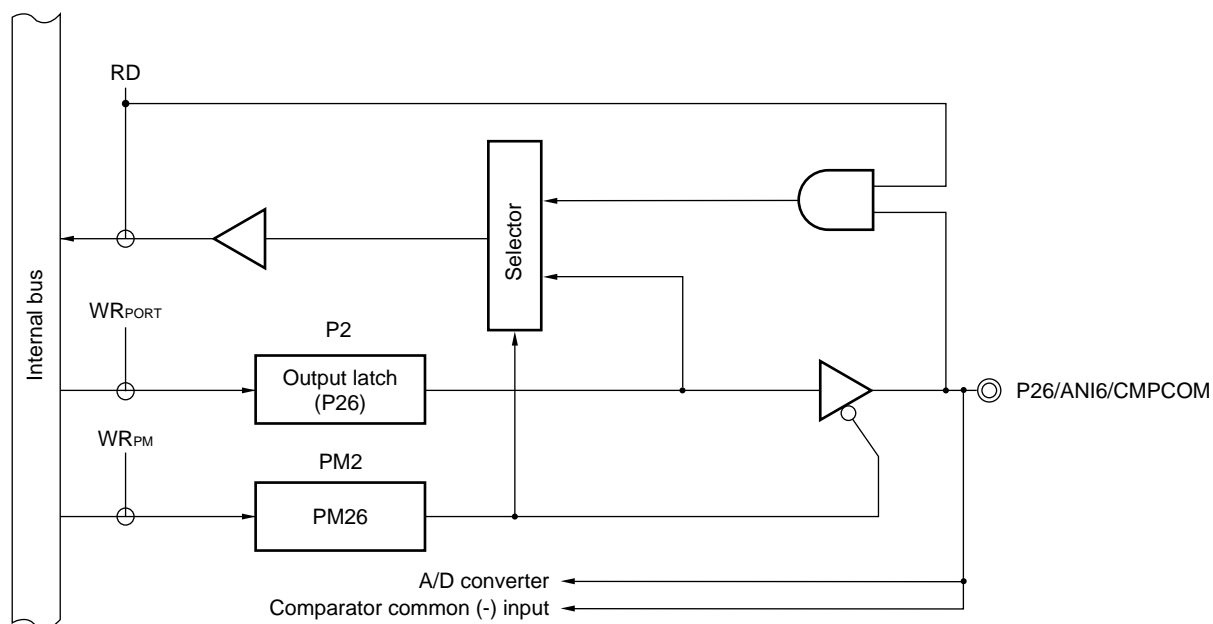 RD
Selector
Internal bus
WRPORT
P2
Output latch
(P26)
P26/ANI6/CMPCOM
WRPM
PM2
PM26
A/D converter
Comparator common (-) input